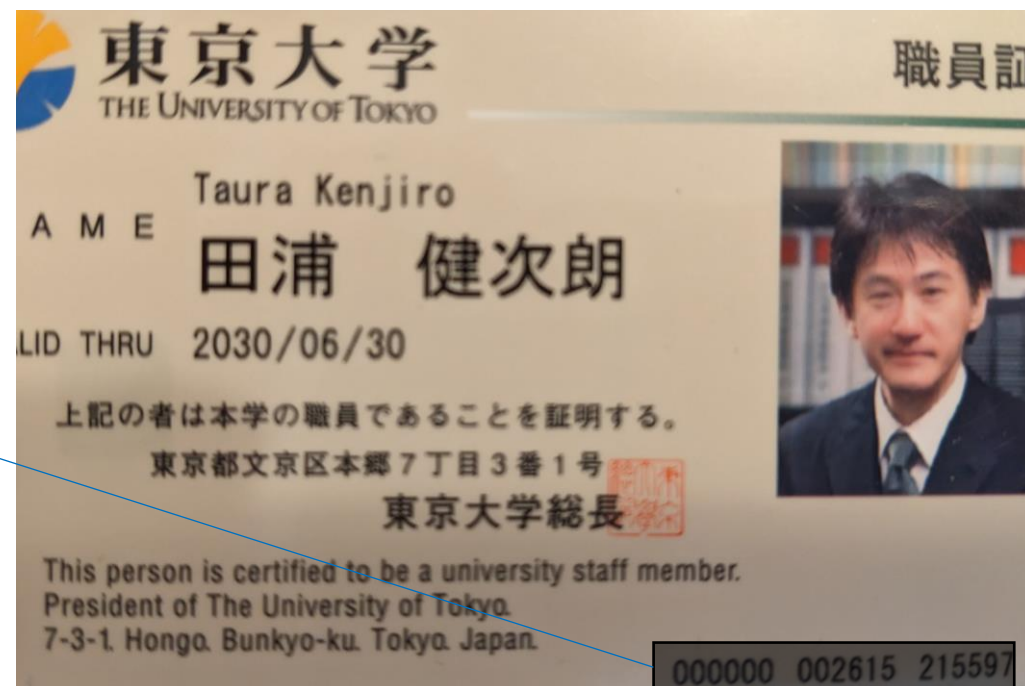 東京大学
THE UNIVERSITY OF TOKYO
職員証
Taura Kenjiro
AME
田浦 健次朗
LID THRU 2030/06/30
上記の者は本学の職員であることを証明する。
東京都文京区本郷7丁目3番1号
東京大学総長
This person is certified to be a university staff member.
President of The University of Tokyo.
7-3-1. Hongo. Bunkyo-ku. Tokyo. Japan.
000000 002615 215597